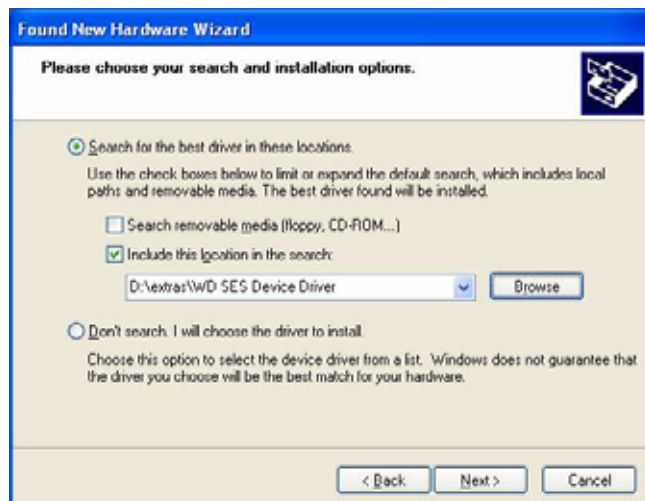 Found New Hardware Wizard
Please choose your search and installation options.
Search for the best driver in these locations.
Use the check boxes below to limit or expand the default search, which includes local
paths and removable media. The best driver found will be installed.
Search removable media (floppy, CD-ROM...)
Include this location in the search:
D:\extras\WD SES Device Driver
Browse
Don't search. I will choose the driver to install.
Choose this option to select the device driver from a list. Windows does not guarantee that
the driver you choose will be the best match for your hardware.
< Back Next > Cancel